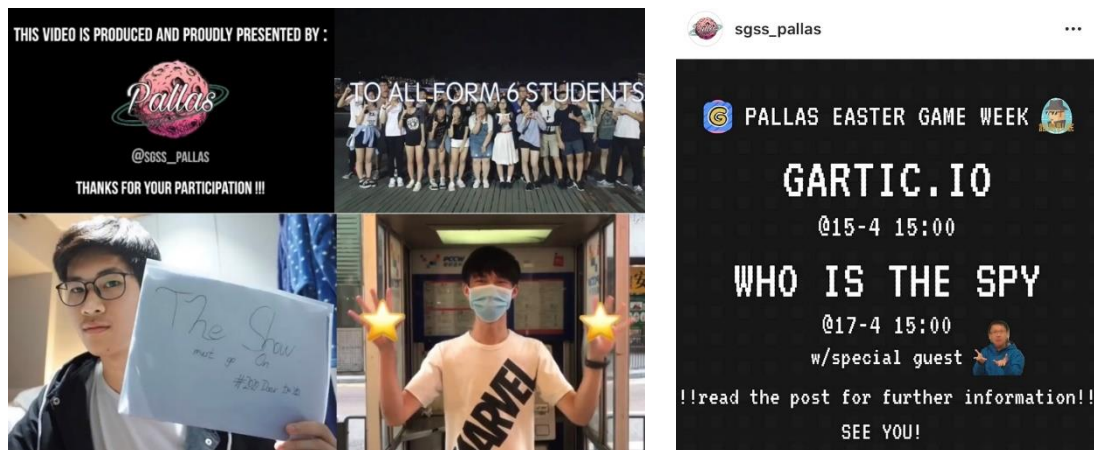 THIS VIDEO IS PRODUCED AND PROUDLY PRESENTED BY :
Pallas
@SGSS_PALLAS
THANKS FOR YOUR PARTICIPATION !!!
TO ALL FORM 6 STUDENTS
The Show
must go On
MARVEL
sgss_pallas
PALLAS EASTER GAME WEEK
GARTIC.IO
@15-4 15:00
WHO IS THE SPY
@17-4 15:00
w/special guest
!!read the post for further information!!
SEE YOU!